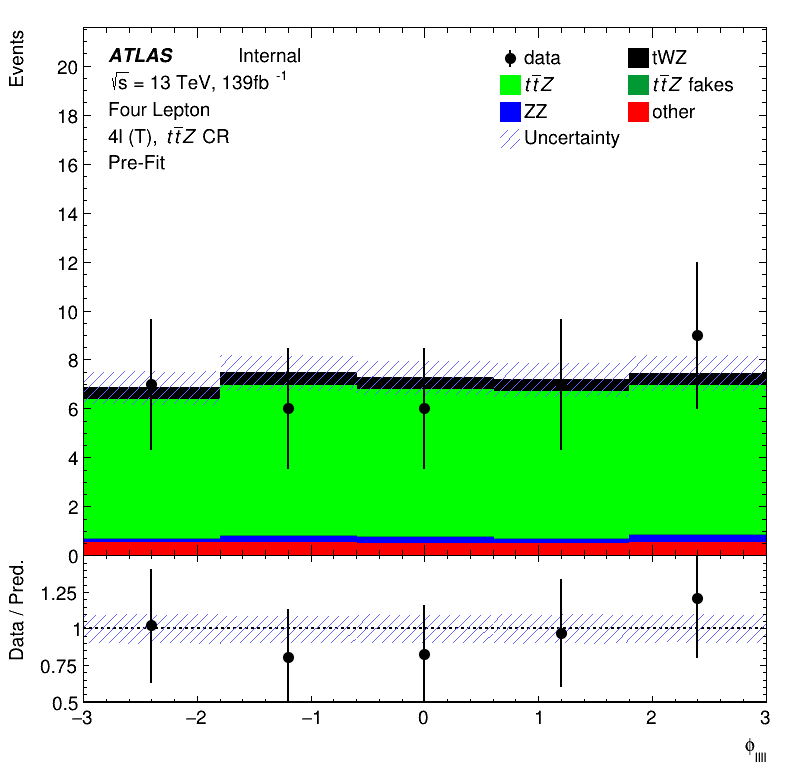 Events
ATLAS Internal
√s = 13 TeV, 139fb⁻¹
Four Lepton
4l (T), tt̅Z CR
Pre-Fit
data
tWZ
tt̅Z
tt̅Z fakes
ZZ
other
Uncertainty
20
18
16
14
12
10
8
6
4
2
0
Data / Pred.
1.25
1
0.75
0.5
−3 −2 −1 0 1 2 3
ϕ_llll